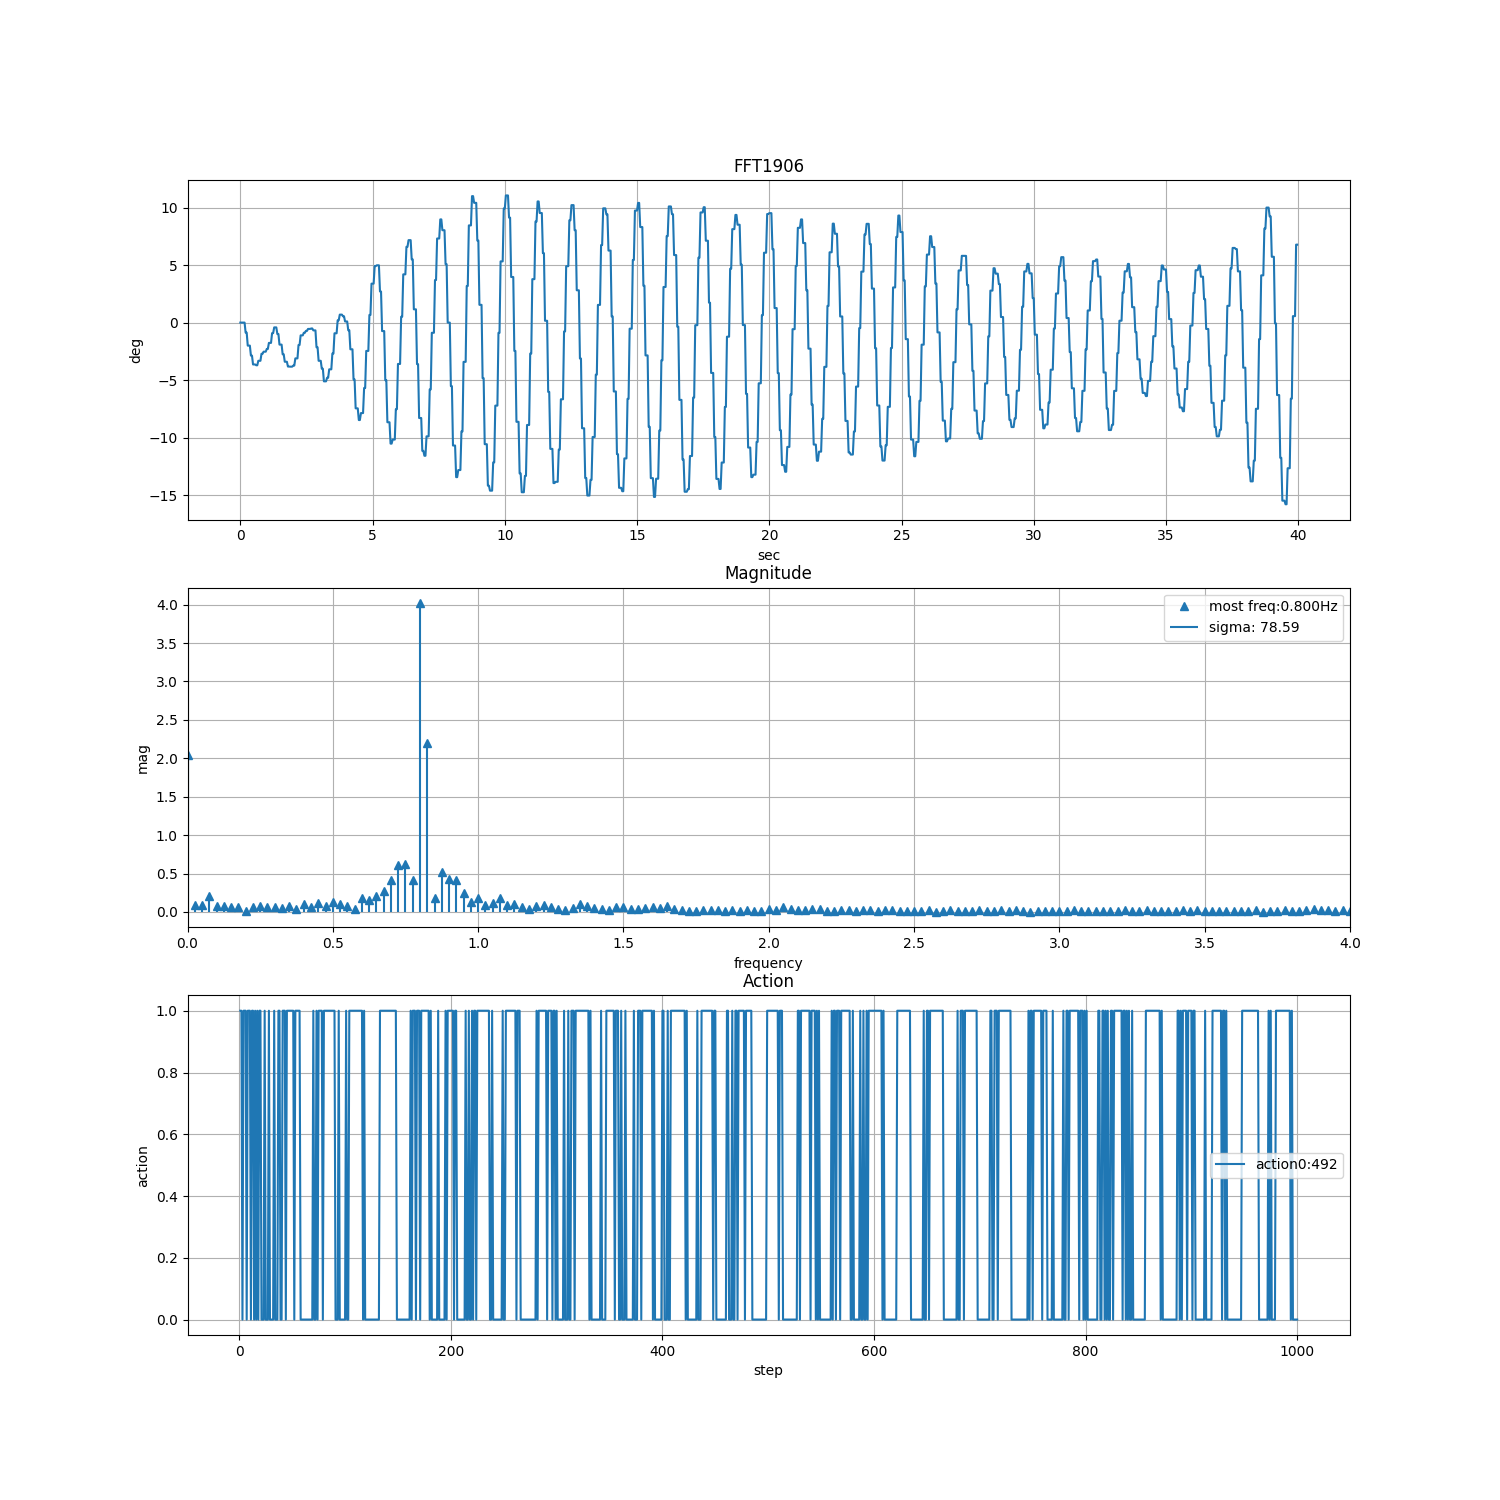 FFT1906
10
5
0
−5
−10
−15
deg
0 5 10 15 20 25 30 35 40
sec
Magnitude
4.0
3.5
3.0
2.5
2.0
1.5
1.0
0.5
0.0
mag
most freq:0.800Hz
sigma: 78.59
0.0 0.5 1.0 1.5 2.0 2.5 3.0 3.5 4.0
frequency
Action
1.0
0.8
0.6
0.4
0.2
0.0
action
action0:492
0 200 400 600 800 1000
step